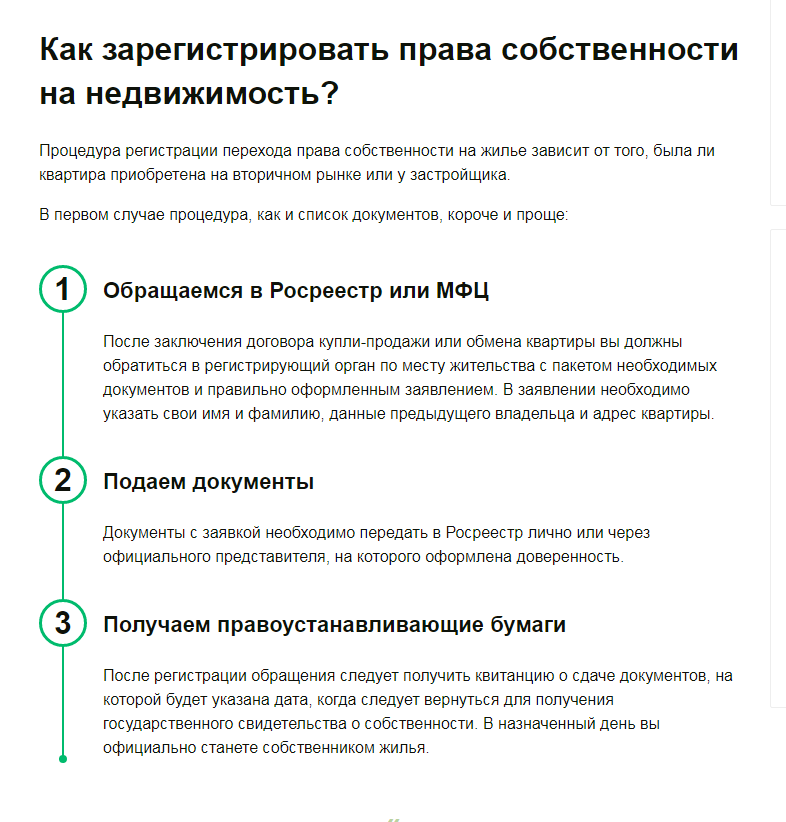 Как зарегистрировать права собственности
на недвижимость?
Процедура регистрации перехода права собственности на жилье зависит от того, была ли
квартира приобретена на вторичном рынке или у застройщика.
В первом случае процедура, как и список документов, короче и проще:
1 Обращаемся в Росреестр или МФЦ
После заключения договора купли-продажи или обмена квартиры вы должны
обратиться в регистрирующий орган по месту жительства с пакетом необходимых
документов и правильно оформленным заявлением. В заявлении необходимо
указать свои имя и фамилию, данные предыдущего владельца и адрес квартиры.
2 Подаем документы
Документы с заявкой необходимо передать в Росреестр лично или через
официального представителя, на которого оформлена доверенность.
3 Получаем правоустанавливающие бумаги
После регистрации обращения следует получить квитанцию о сдаче документов, на
которой будет указана дата, когда следует вернуться для получения
государственного свидетельства о собственности. В назначенный день вы
официально станете собственником жилья.